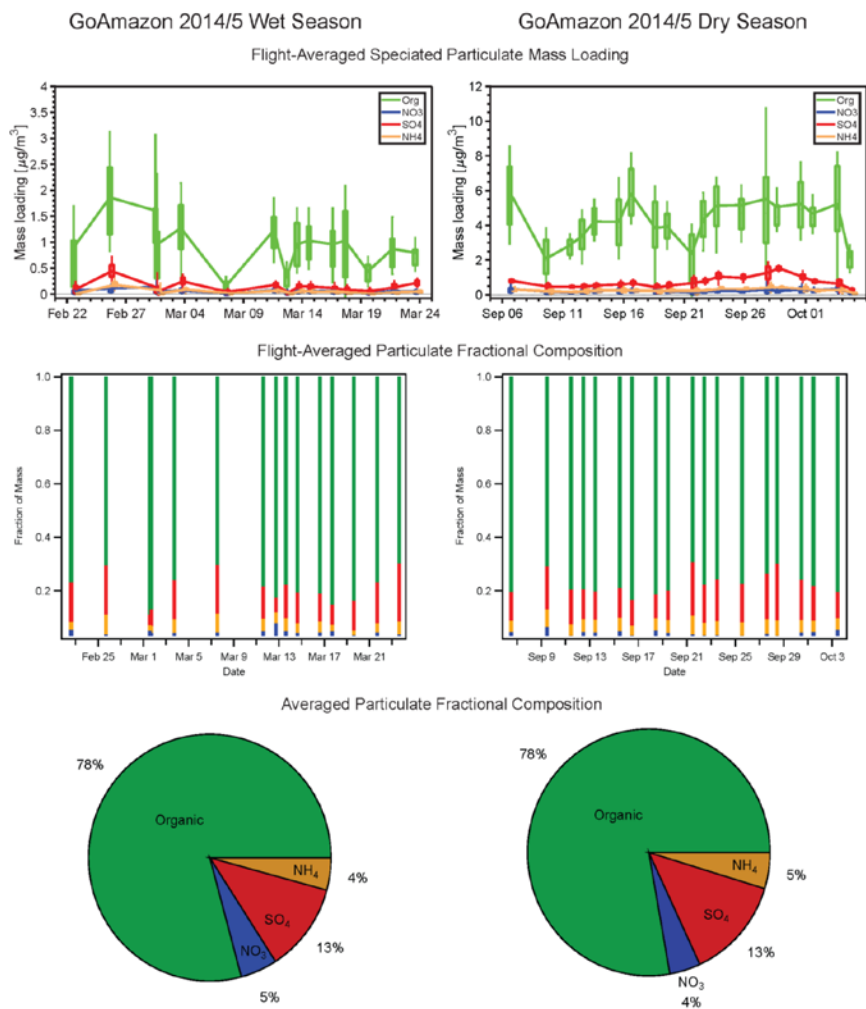 GoAmazon 2014/5 Wet Season
GoAmazon 2014/5 Dry Season
Flight-Averaged Speciated Particulate Mass Loading
Mass loading [µg/m³]
4
3.5
3
2.5
2
1.5
1
0.5
0
Org
NO3
SO4
NH4
Feb 22 Feb 27 Mar 04 Mar 09 Mar 14 Mar 19 Mar 24
Mass loading [µg/m³]
12
10
8
6
4
2
0
Org
NO3
SO4
NH4
Sep 06 Sep 11 Sep 16 Sep 21 Sep 26 Oct 01
Flight-Averaged Particulate Fractional Composition
Fraction of Mass
1.0
0.8
0.6
0.4
0.2
Feb 25 Mar 1 Mar 5 Mar 9 Mar 13 Mar 17 Mar 21
Date
Fraction of Mass
1.0
0.8
0.6
0.4
0.2
Sep 9 Sep 13 Sep 17 Sep 21 Sep 25 Sep 29 Oct 3
Date
Averaged Particulate Fractional Composition
78%
Organic
NH₄
4%
SO₄
13%
NO₃
5%
78%
Organic
NH₄
5%
SO₄
13%
NO₃
4%